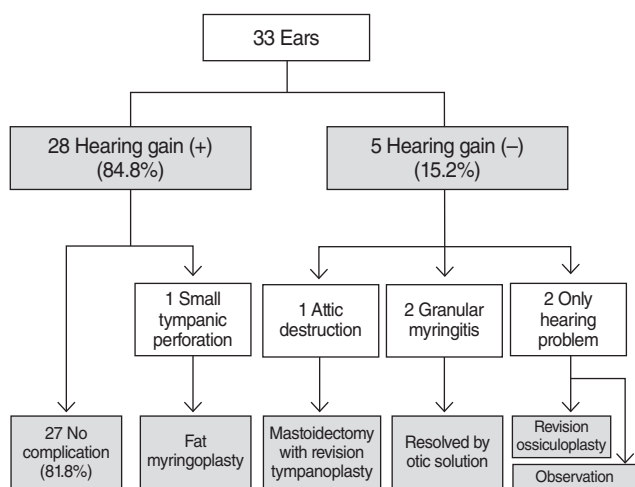 33 Ears
28 Hearing gain (+)
(84.8%)
5 Hearing gain (–)
(15.2%)
1 Small
tympanic
perforation
1 Attic
destruction
2 Granular
myringitis
2 Only
hearing
problem
27 No
complication
(81.8%)
Fat
myringoplasty
Mastoidectomy
with revision
tympanoplasty
Resolved by
otic solution
Revision
ossiculoplasty
Observation